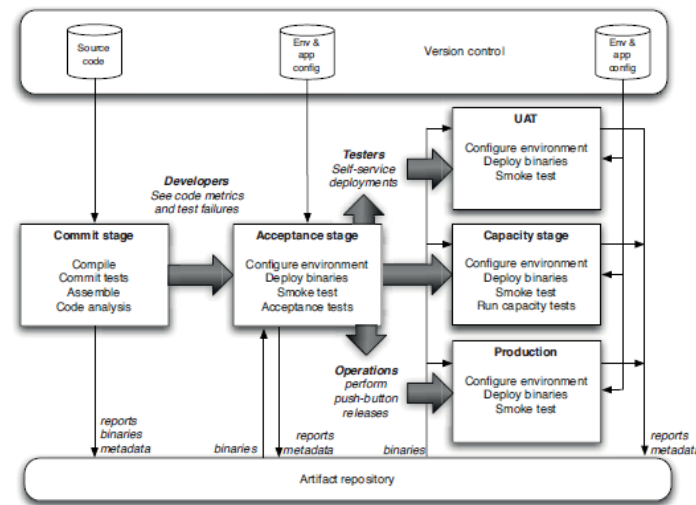 Source
code
Env &
app
config
Version control
Env &
app
config
Developers
See code metrics
and test failures
Testers
Self-service
deployments
UAT
Configure environment
Deploy binaries
Smoke test
Commit stage
Compile
Commit tests
Assemble
Code analysis
Acceptance stage
Configure environment
Deploy binaries
Smoke test
Acceptance tests
Capacity stage
Configure environment
Deploy binaries
Smoke test
Run capacity tests
Operations
perform
push-button
releases
Production
Configure environment
Deploy binaries
Smoke test
reports
binaries
metadata
binaries
reports
metadata
binaries
reports
metadata
Artifact repository